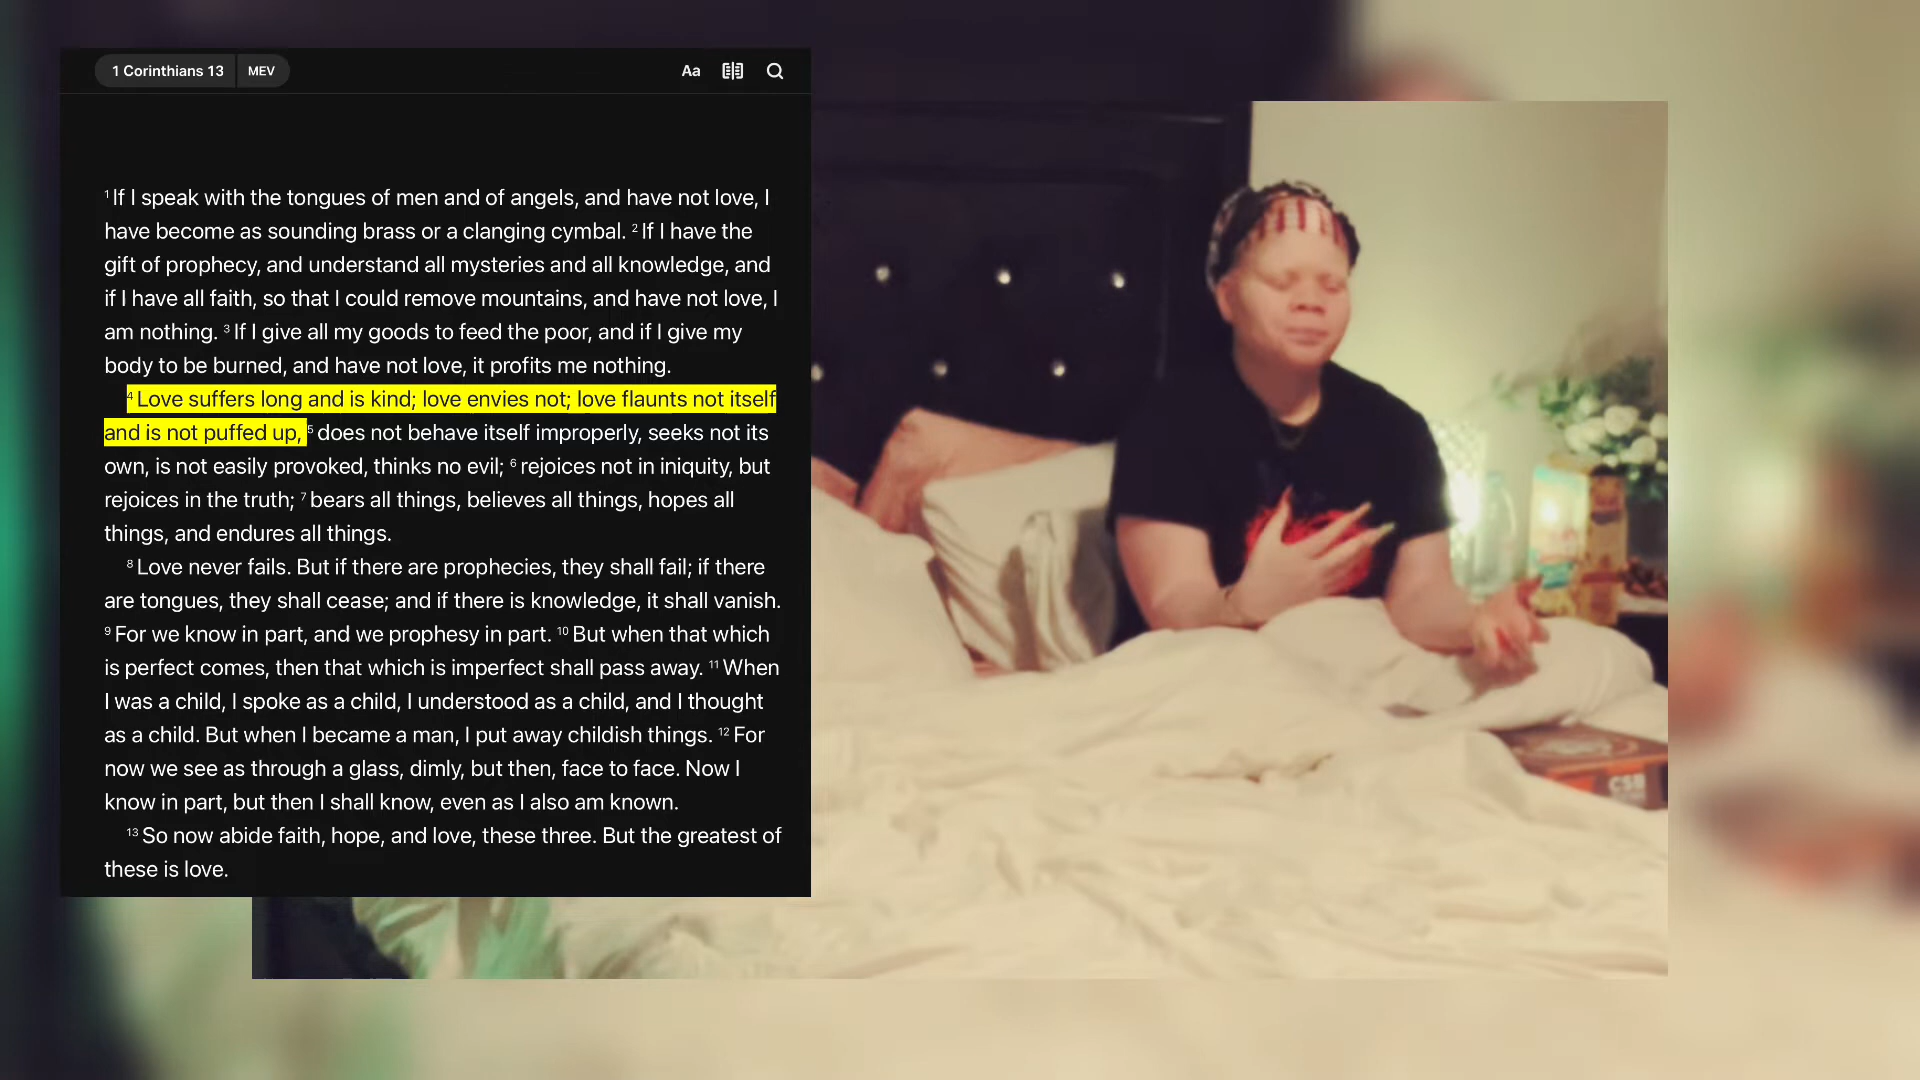 1 Corinthians 13 MEV Aa
1 If I speak with the tongues of men and of angels, and have not love, I
have become as sounding brass or a clanging cymbal. 2 If I have the
gift of prophecy, and understand all mysteries and all knowledge, and
if I have all faith, so that I could remove mountains, and have not love, I
am nothing. 3 If I give all my goods to feed the poor, and if I give my
body to be burned, and have not love, it profits me nothing.
4 Love suffers long and is kind; love envies not; love flaunts not itself
and is not puffed up, 5 does not behave itself improperly, seeks not its
own, is not easily provoked, thinks no evil; 6 rejoices not in iniquity, but
rejoices in the truth; 7 bears all things, believes all things, hopes all
things, and endures all things.
8 Love never fails. But if there are prophecies, they shall fail; if there
are tongues, they shall cease; and if there is knowledge, it shall vanish.
9 For we know in part, and we prophesy in part. 10 But when that which
is perfect comes, then that which is imperfect shall pass away. 11 When
I was a child, I spoke as a child, I understood as a child, and I thought
as a child. But when I became a man, I put away childish things. 12 For
now we see as through a glass, dimly, but then, face to face. Now I
know in part, but then I shall know, even as I also am known.
13 So now abide faith, hope, and love, these three. But the greatest of
these is love.
CSB